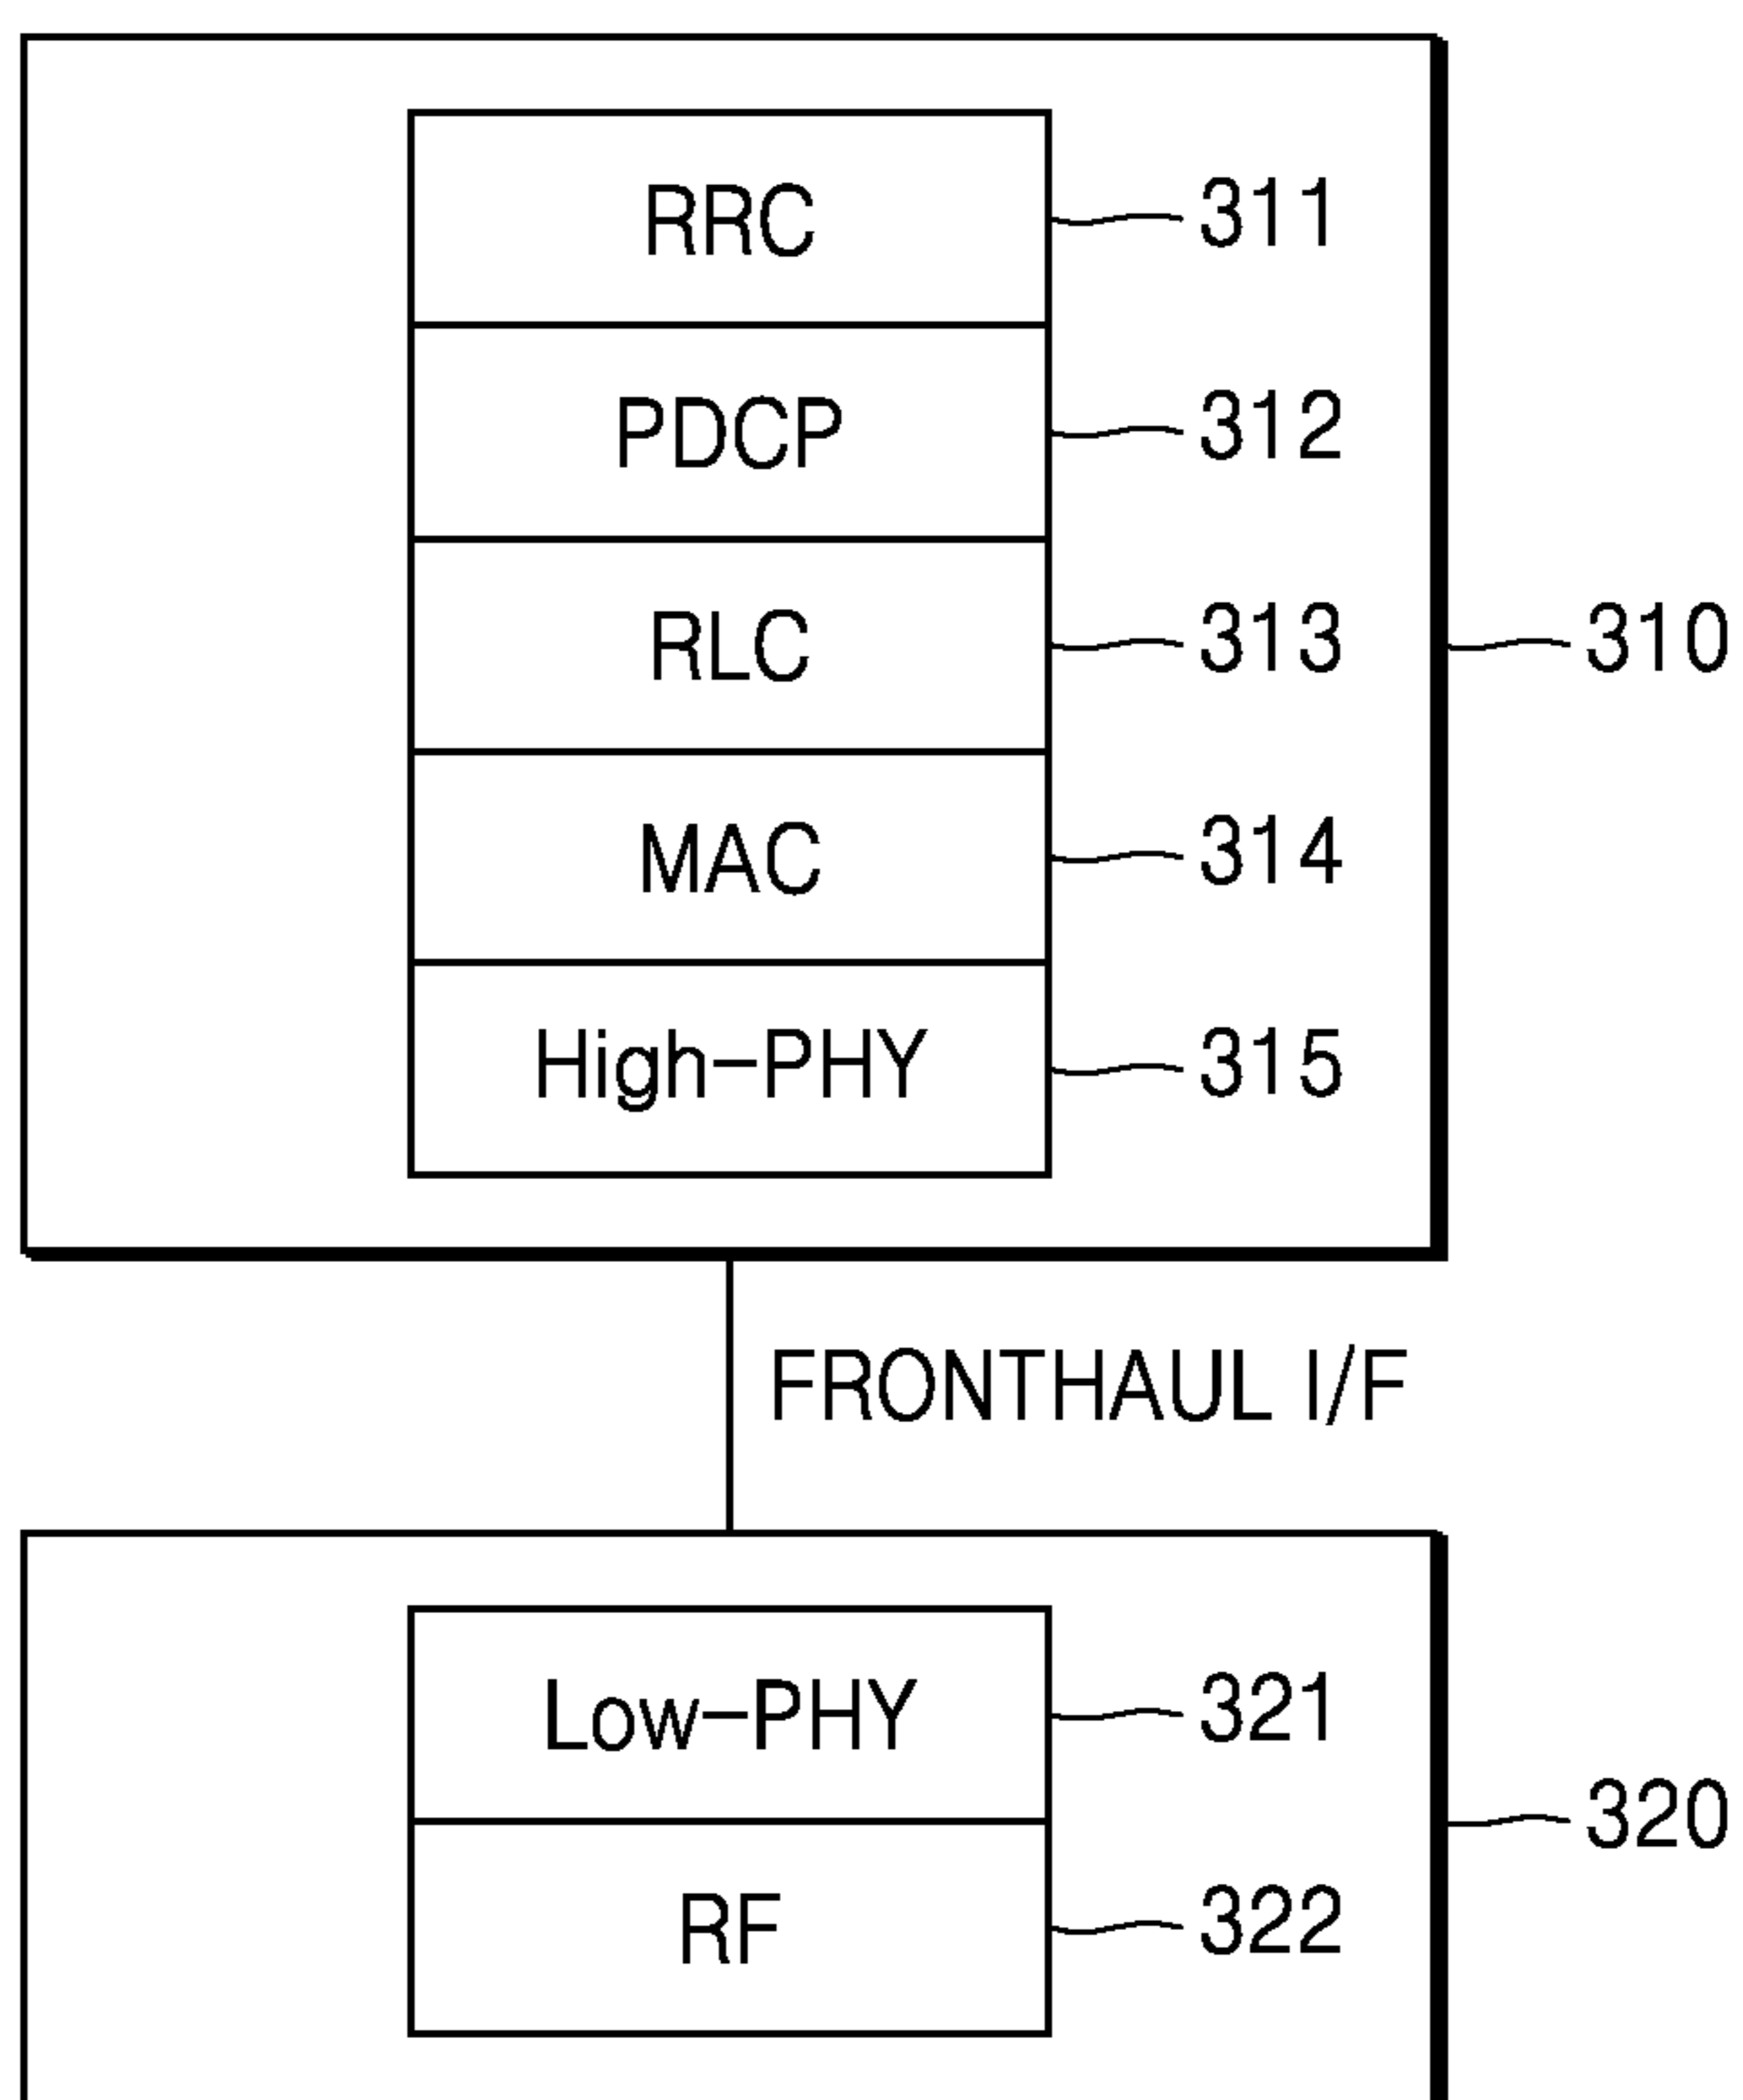 RRC 311
PDCP 312
RLC 313 310
MAC 314
High-PHY 315
FRONTHAUL I/F
Low-PHY 321
320
RF 322